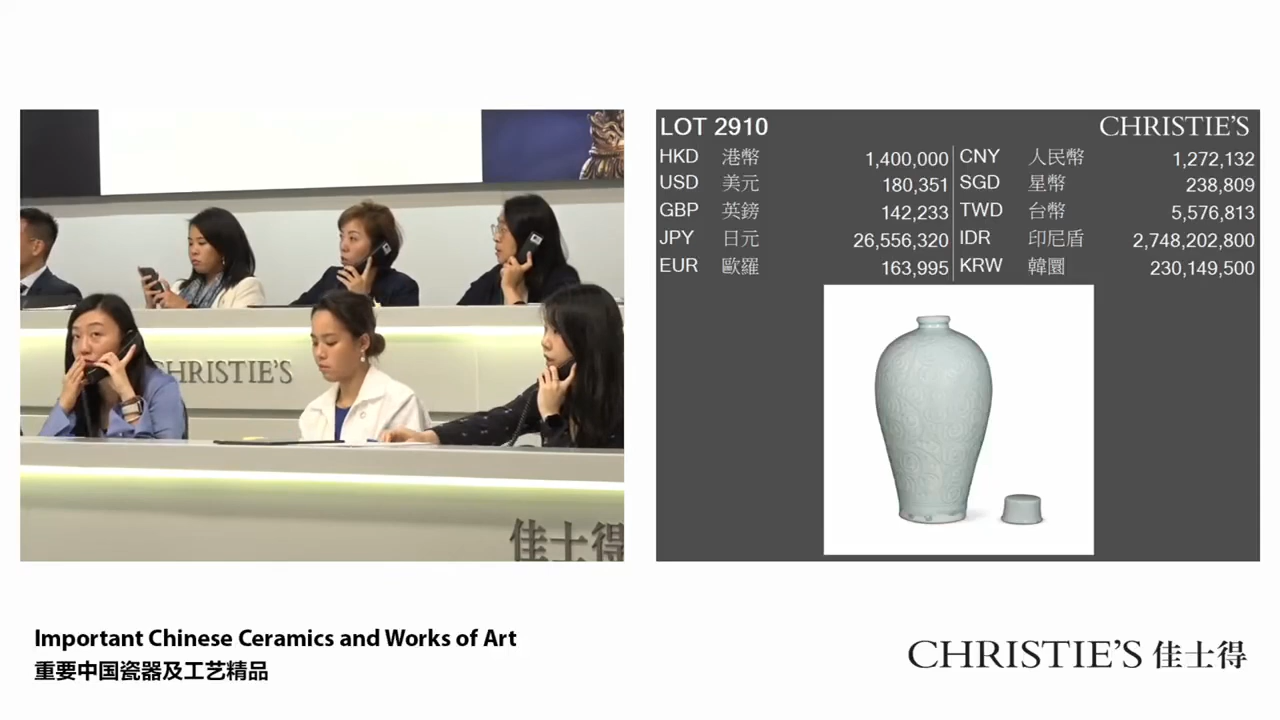 CHRISTIE'S
佳士得
LOT 2910
CHRISTIE'S
HKD 港幣 1,400,000 CNY 人民幣 1,272,132
USD 美元 180,351 SGD 星幣 238,809
GBP 英鎊 142,233 TWD 台幣 5,576,813
JPY 日元 26,556,320 IDR 印尼盾 2,748,202,800
EUR 歐羅 163,995 KRW 韓圜 230,149,500
Important Chinese Ceramics and Works of Art
重要中国瓷器及工艺精品
CHRISTIE'S 佳士得